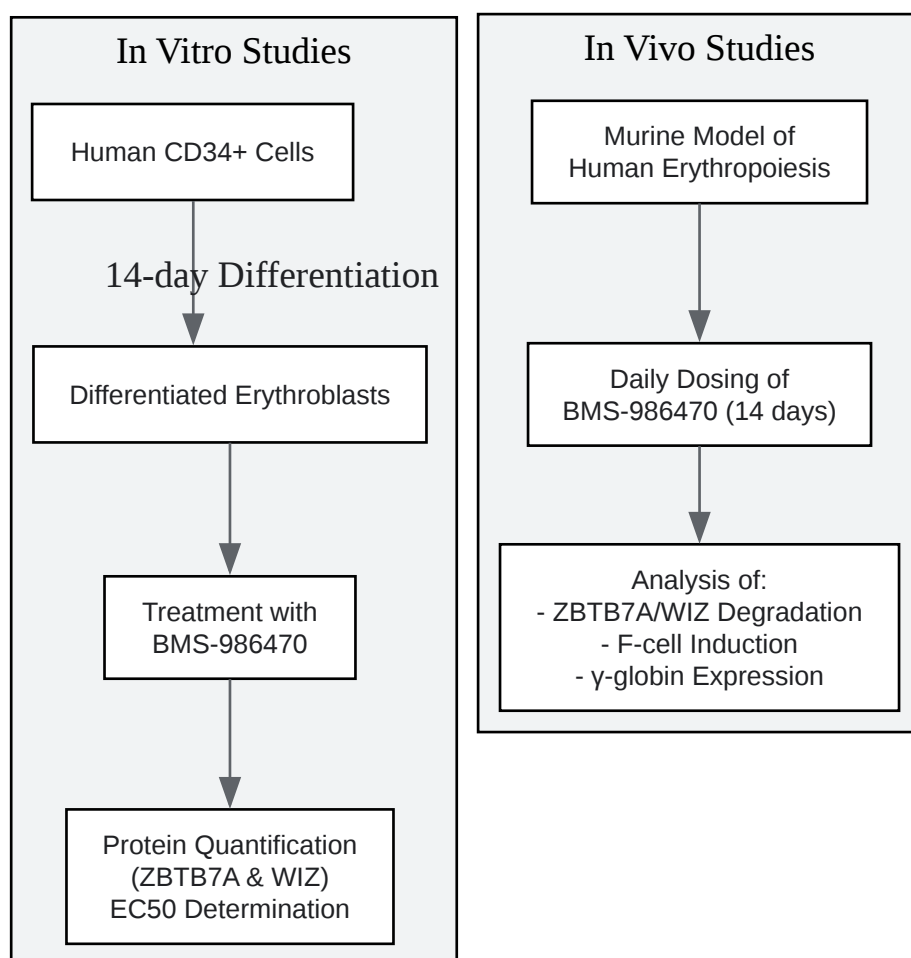 In Vitro Studies
Human CD34+ Cells
14-day Differentiation
Differentiated Erythroblasts
Treatment with
BMS-986470
Protein Quantification
(ZBTB7A & WIZ)
EC50 Determination
In Vivo Studies
Murine Model of
Human Erythropoiesis
Daily Dosing of
BMS-986470 (14 days)
Analysis of:
- ZBTB7A/WIZ Degradation
- F-cell Induction
- γ-globin Expression